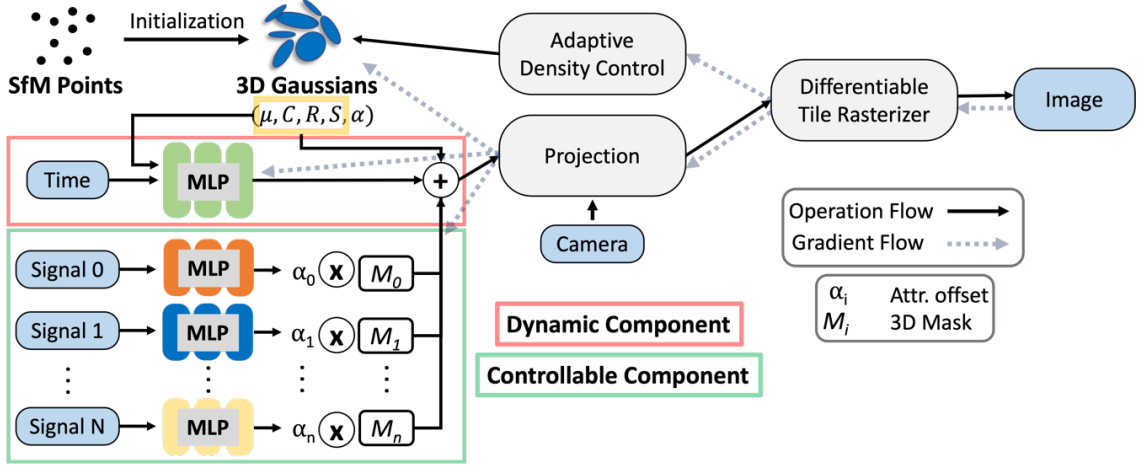 Initialization
SfM Points
3D Gaussians
(μ, C, R, S, α)
Adaptive
Density Control
Differentiable
Tile Rasterizer
Image
Projection
Camera
Time
MLP
+
Signal 0
MLP
α₀
X
M₀
Signal 1
MLP
α₁
X
M₁
Signal N
MLP
αₙ
X
Mₙ
Operation Flow
Gradient Flow
αᵢ Attr. offset
Mᵢ 3D Mask
Dynamic Component
Controllable Component